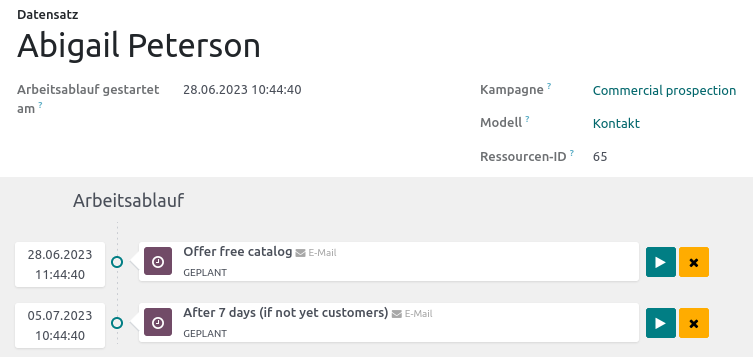 Datensatz
Abigail Peterson
Arbeitsablauf gestartet am ? 28.06.2023 10:44:40
Kampagne ? Commercial prospection
Modell ? Kontakt
Ressourcen-ID ? 65
Arbeitsablauf
28.06.2023
11:44:40
Offer free catalog E-Mail
GEPLANT
05.07.2023
10:44:40
After 7 days (if not yet customers) E-Mail
GEPLANT